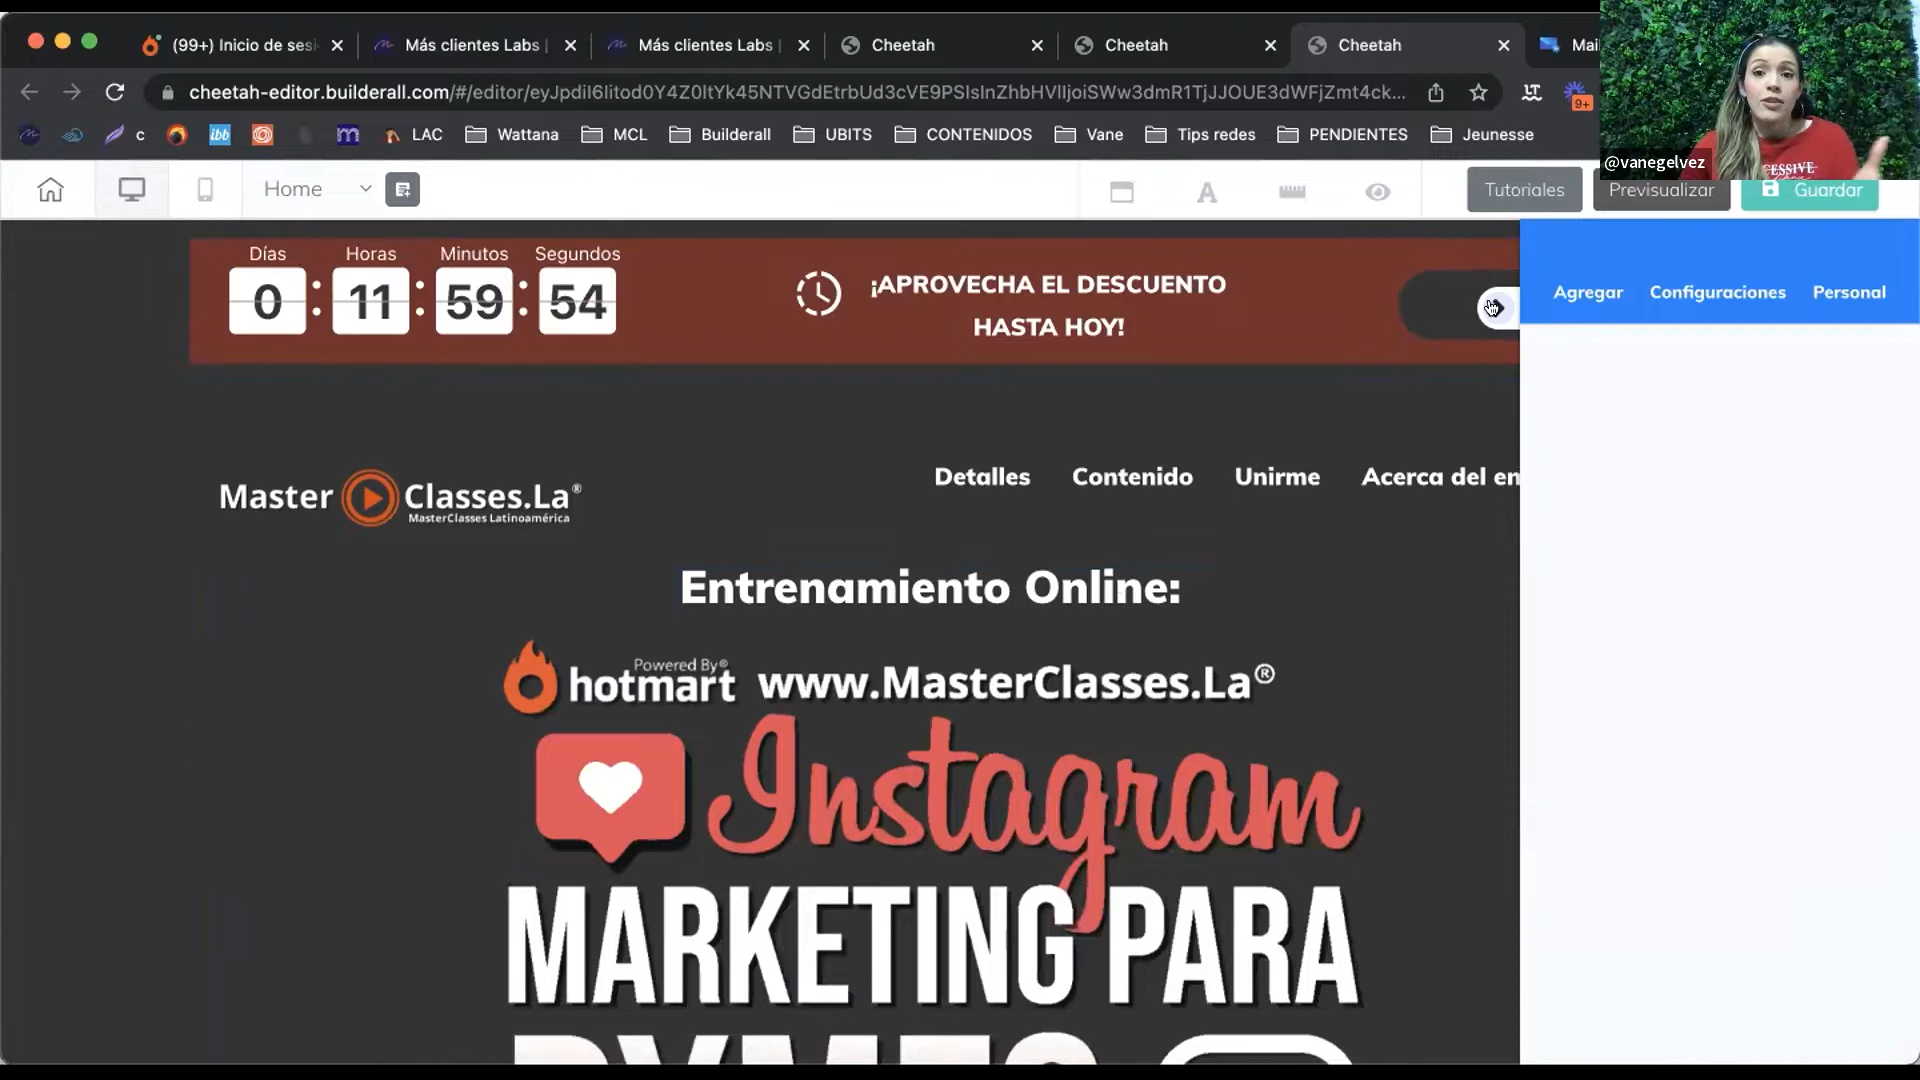 (99+) Inicio de sesi
Más clientes Labs |
Más clientes Labs |
Cheetah
Cheetah
Cheetah
Mai
cheetah-editor.builderall.com/#/editor/
9+
c
ibb
LAC
Wattana
MCL
Builderall
UBITS
CONTENIDOS
Vane
Tips redes
PENDIENTES
Jeunesse
@vanegelvez
Home
Tutoriales
Previsualizar
Guardar
Agregar
Configuraciones
Personal
Días
Horas
Minutos
Segundos
0 : 11 : 59 : 54
¡APROVECHA EL DESCUENTO
HASTA HOY!
Detalles
Contenido
Unirme
Acerca del en
Master Classes.La®
MasterClasses Latinoamérica
Entrenamiento Online:
Powered By®
hotmart www.MasterClasses.La®
Instagram
MARKETING PARA